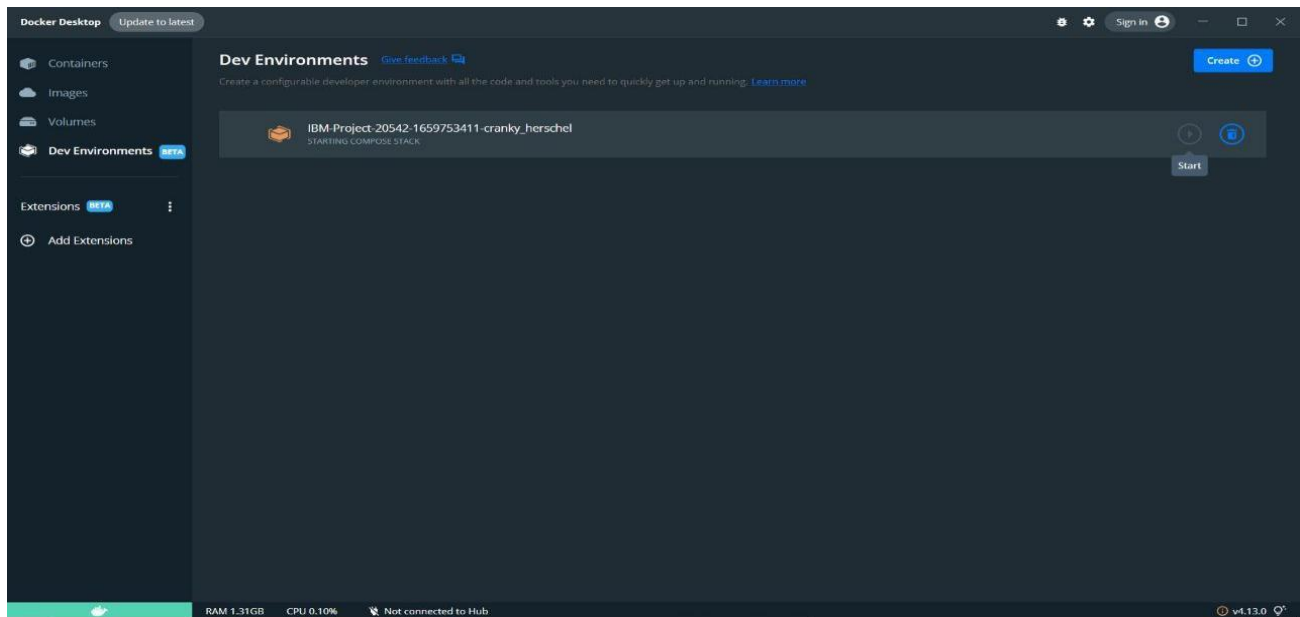 Docker Desktop Update to latest Sign in
Containers
Images
Volumes
Dev Environments BETA
Extensions BETA
Add Extensions
Dev Environments Give feedback Create
Create a configurable developer environment with all the code and tools you need to quickly get up and running. Learn more
IBM-Project-20542-1659753411-cranky_herschel
STARTING COMPOSE STACK
Start
RAM 1.31GB CPU 0.10% Not connected to Hub v4.13.0